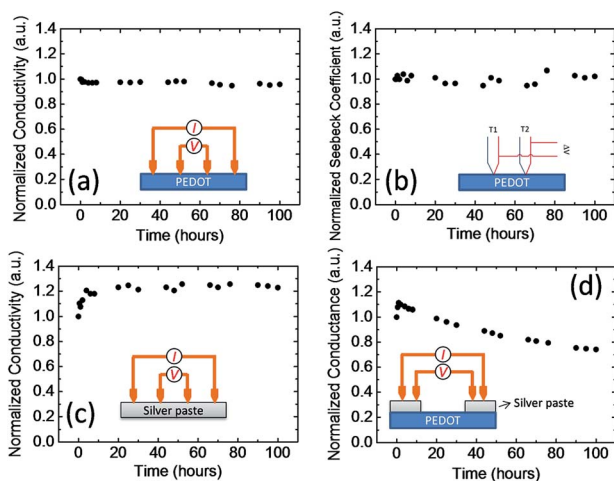 Normalized Conductivity (a.u.)
1.4
1.2
1.0
0.8
0.6
0.4
0.2
0.0
I
V
(a)
PEDOT
0 20 40 60 80 100
Time (hours)
Normalized Seebeck Coefficient (a.u.)
1.4
1.2
1.0
0.8
0.6
0.4
0.2
0.0
T1 T2
ΔV
(b)
PEDOT
0 20 40 60 80 100
Time (hours)
Normalized Conductivity (a.u.)
1.4
1.2
1.0
0.8
0.6
0.4
0.2
0.0
I
V
(c)
Silver paste
0 20 40 60 80 100
Time (hours)
Normalized Conductance (a.u.)
1.4
1.2
1.0
0.8
0.6
0.4
0.2
0.0
(d)
I
V
Silver paste
PEDOT
0 20 40 60 80 100
Time (hours)